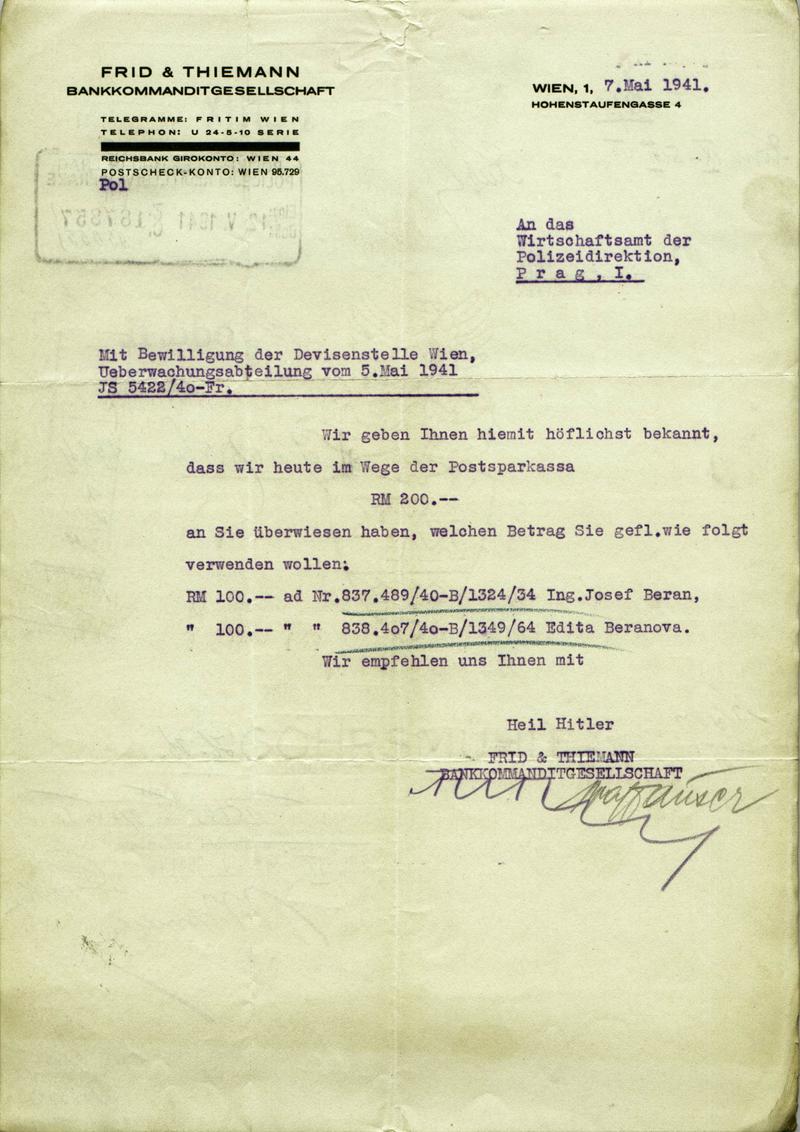 FRID & THIEMANN
BANKKOMMANDITGESELLSCHAFT
TELEGRAMME: FRITIM WIEN
TELEPHON: U 24-5-10 SERIE
REICHSBANK GIROKONTO: WIEN 44
POSTSCHECK-KONTO: WIEN 95.729
Pol
WIEN, 1, 7.Mai 1941.
HOHENSTAUFENGASSE 4
An das
Wirtschaftsamt der
Polizeidirektion,
P r a g , I.
Mit Bewilligung der Devisenstelle Wien,
Ueberwachungsabteilung vom 5.Mai 1941
JS 5422/4o-Fr.
Wir geben Ihnen hiemit höflichst bekannt,
dass wir heute im Wege der Postsparkassa
RM 200.--
an Sie überwiesen haben, welchen Betrag Sie gefl.wie folgt
verwenden wollen:
RM 100.-- ad Nr.837.489/40-B/1324/34 Ing.Josef Beran,
" 100.-- " " 838.4o7/4o-B/1349/64 Edita Beranova.
Wir empfehlen uns Ihnen mit
Heil Hitler
FRID & THIEMANN
BANKKOMMANDITGESELLSCHAFT